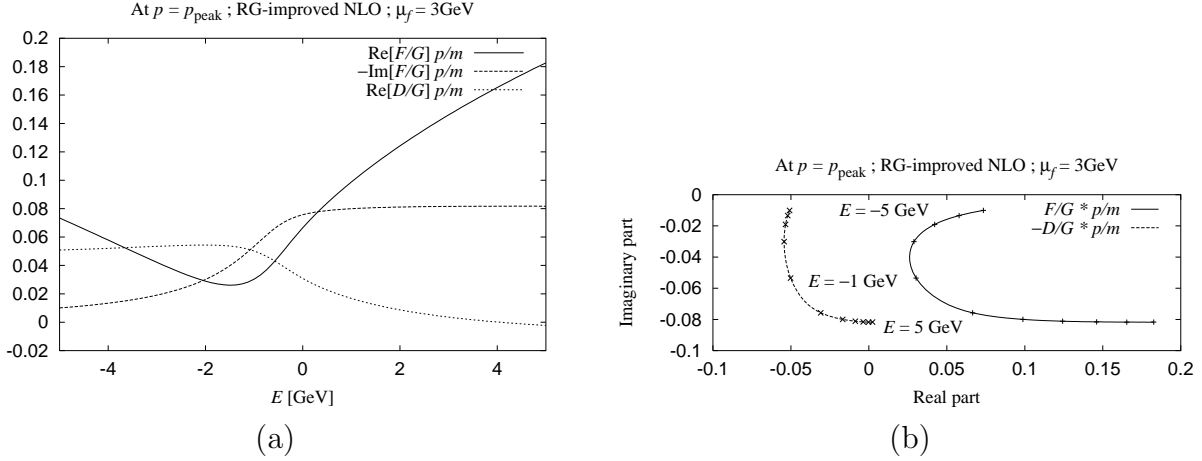 At p = p_peak ; RG-improved NLO ; μ_f = 3GeV
0.2
0.18
0.16
0.14
0.12
0.1
0.08
0.06
0.04
0.02
0
-0.02
Re[F/G] p/m
−Im[F/G] p/m
Re[D/G] p/m
-4
-2
0
2
4
E [GeV]
(a)
At p = p_peak ; RG-improved NLO ; μ_f = 3GeV
0
-0.02
-0.04
-0.06
-0.08
-0.1
Imaginary part
E = −5 GeV
F/G * p/m
−D/G * p/m
E = −1 GeV
E = 5 GeV
-0.1
-0.05
0
0.05
0.1
0.15
0.2
Real part
(b)